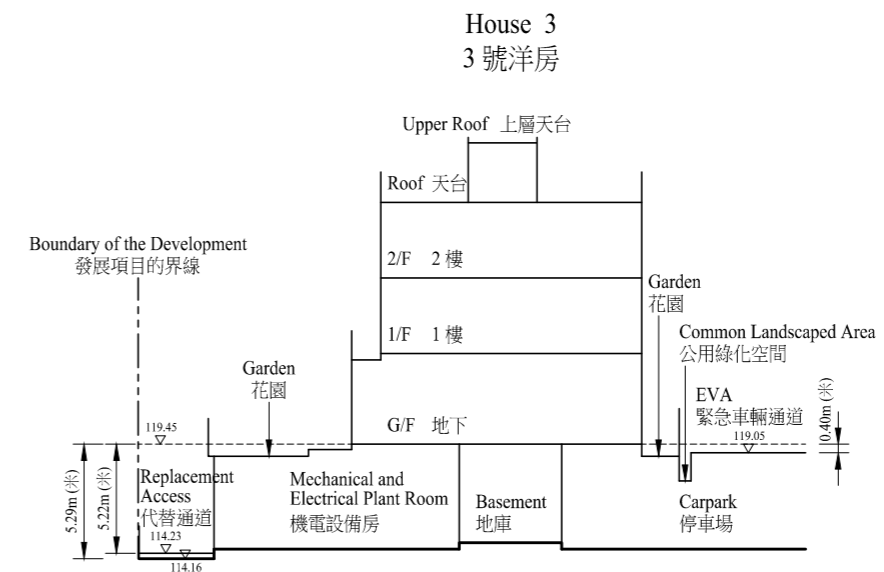 House 3
3 號洋房
Upper Roof 上層天台
Roof 天台
Boundary of the Development
發展項目的界線
2/F 2 樓
Garden
花園
1/F 1 樓
Common Landscaped Area
公用綠化空間
Garden
花園
EVA
緊急車輛通道
G/F 地下
119.45
119.05
0.40m (米)
5.29m (米)
5.22m (米)
Replacement
Access
代替通道
Mechanical and
Electrical Plant Room
機電設備房
Basement
地庫
Carpark
停車場
114.23
114.16